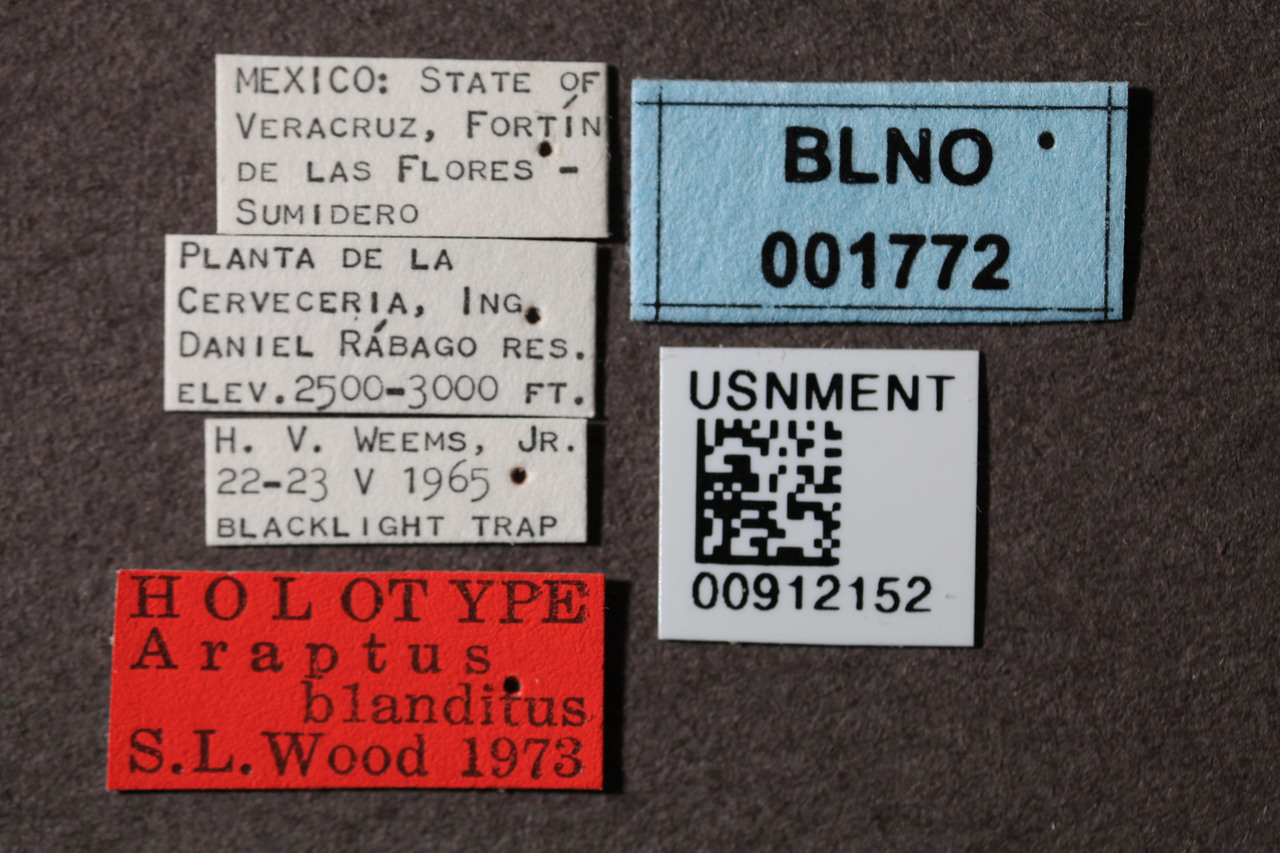 MEXICO: STATE OF
VERACRUZ, FORTÍN
DE LAS FLORES -
SUMIDERO
PLANTA DE LA
CERVECERIA, ING.
DANIEL RÁBAGO RES.
ELEV. 2500-3000 FT.
H. V. WEEMS, JR.
22-23 V 1965
BLACKLIGHT TRAP
HOLOTYPE
Araptus
blanditus
S.L. Wood 1973
BLNO
001772
USNMENT
00912152